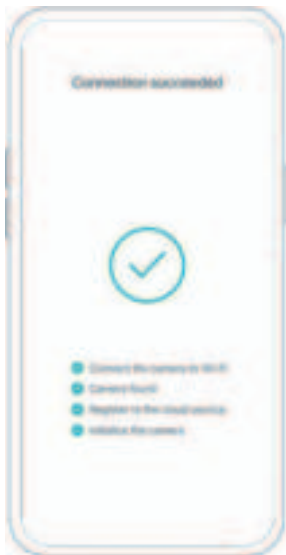 Connection succeeded
Connect the camera to Wi-Fi
Camera found
Register to the cloud service
Initialize the camera